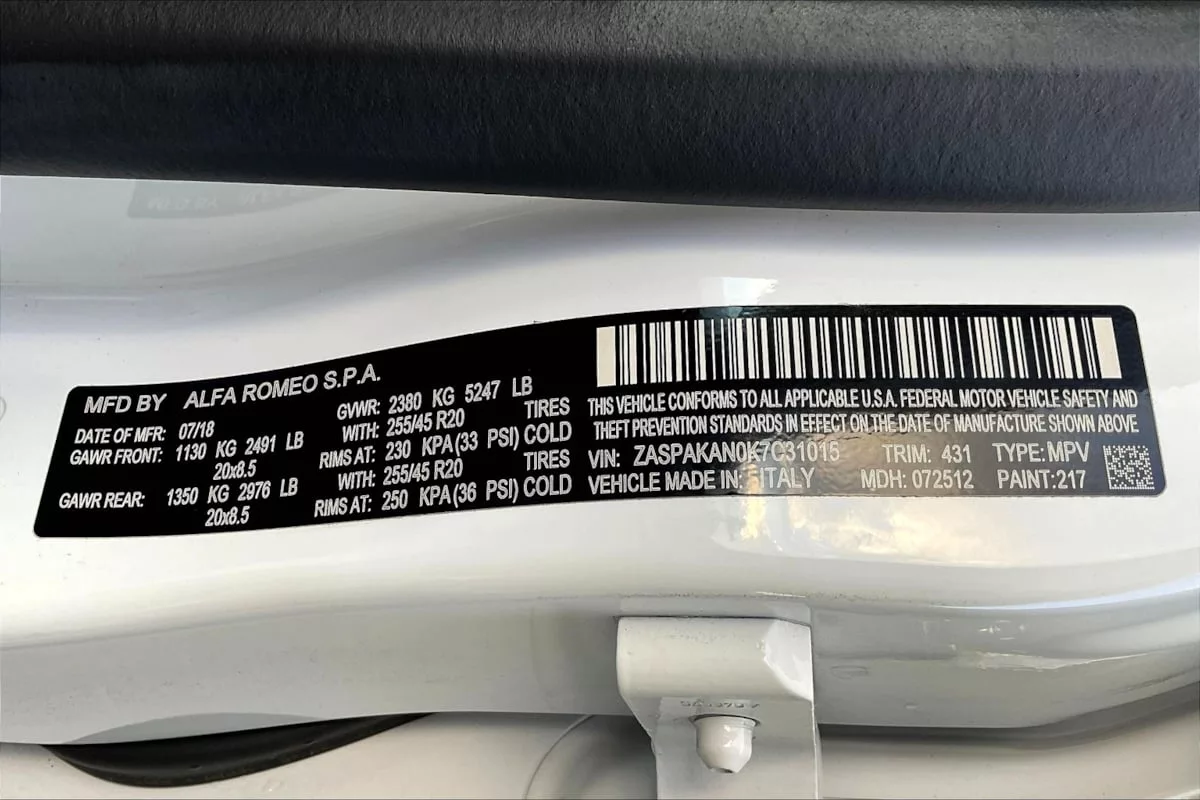 MFD BY ALFA ROMEO S.P.A.
DATE OF MFR: 07/18 GVWR: 2380 KG 5247 LB
GAWR FRONT: 1130 KG 2491 LB WITH: 255/45 R20 TIRES
20x8.5 RIMS AT: 230 KPA(33 PSI) COLD
GAWR REAR: 1350 KG 2976 LB WITH: 255/45 R20 TIRES
20x8.5 RIMS AT: 250 KPA(36 PSI) COLD
THIS VEHICLE CONFORMS TO ALL APPLICABLE U.S.A. FEDERAL MOTOR VEHICLE SAFETY AND
THEFT PREVENTION STANDARDS IN EFFECT ON THE DATE OF MANUFACTURE SHOWN ABOVE
VIN: ZASPAKAN0K7C31015 TRIM: 431 TYPE: MPV
VEHICLE MADE IN: ITALY MDH: 072512 PAINT: 217